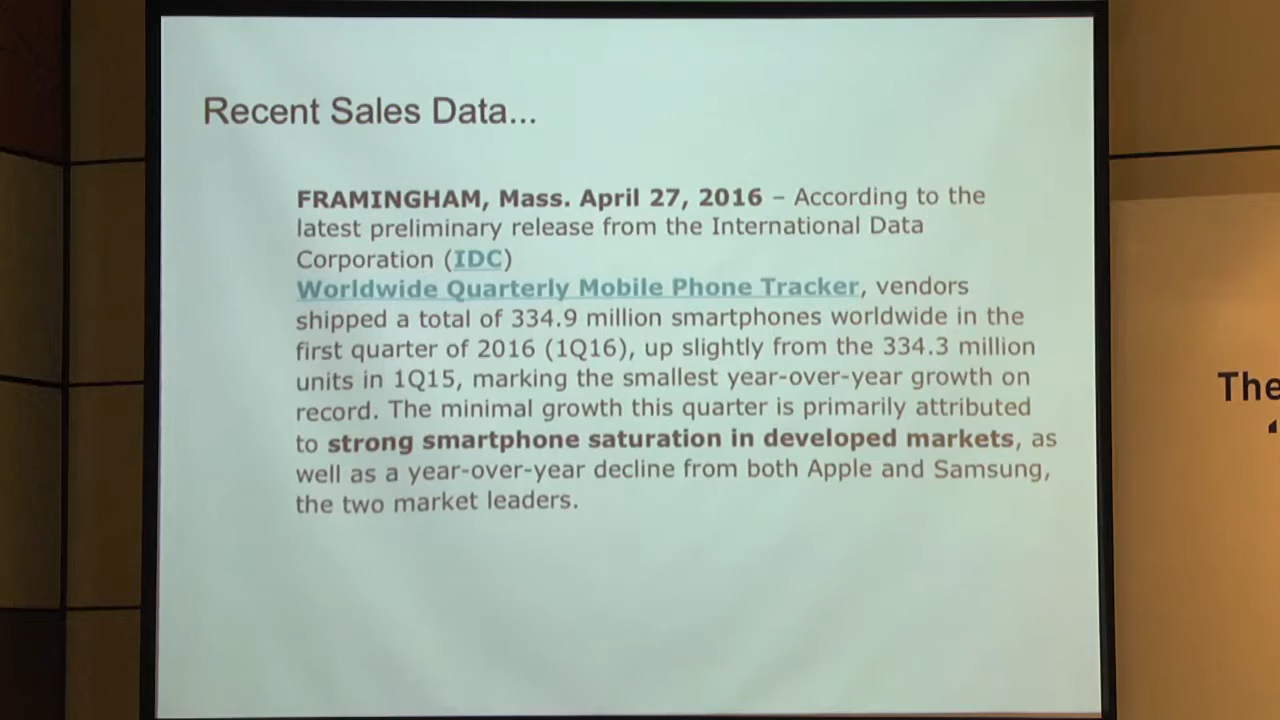 Recent Sales Data...
FRAMINGHAM, Mass. April 27, 2016 – According to the
latest preliminary release from the International Data
Corporation (IDC)
Worldwide Quarterly Mobile Phone Tracker, vendors
shipped a total of 334.9 million smartphones worldwide in the
first quarter of 2016 (1Q16), up slightly from the 334.3 million
units in 1Q15, marking the smallest year-over-year growth on
record. The minimal growth this quarter is primarily attributed
to strong smartphone saturation in developed markets, as
well as a year-over-year decline from both Apple and Samsung,
the two market leaders.
The